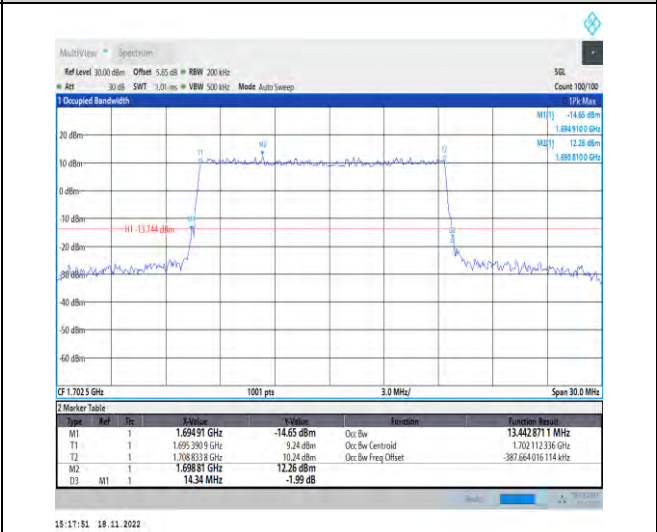 MultiView Spectrum
Ref Level 30.00 dBm Offset 5.65 dB RBW 200 kHz SGL
Att 30 dB SWT 1.01 ms VBW 500 kHz Mode Auto Sweep Count 100/100
1 Occupied Bandwidth 1Pk Max
M1[1] -14.65 dBm
1.694 910 0 GHz
20 dBm
M2[1] 12.26 dBm
T1 M2 T2 1.698 810 0 GHz
10 dBm
0 dBm
-10 dBm
H1 -13.744 dBm
-20 dBm
-30 dBm
-40 dBm
-50 dBm
-60 dBm
CF 1.702 5 GHz 1001 pts 3.0 MHz/ Span 30.0 MHz
2 Marker Table
Type Ref Trc X-Value Y-Value Function Function Result
M1 1 1.694 91 GHz -14.65 dBm Occ Bw 13.442 871 1 MHz
T1 1 1.695 390 9 GHz 9.24 dBm Occ Bw Centroid 1.702 112 336 GHz
T2 1 1.708 833 8 GHz 10.24 dBm Occ Bw Freq Offset -387.664 016 114 kHz
M2 1 1.698 81 GHz 12.26 dBm
D3 M1 1 14.34 MHz -1.99 dB
15:17:51 18.11.2022